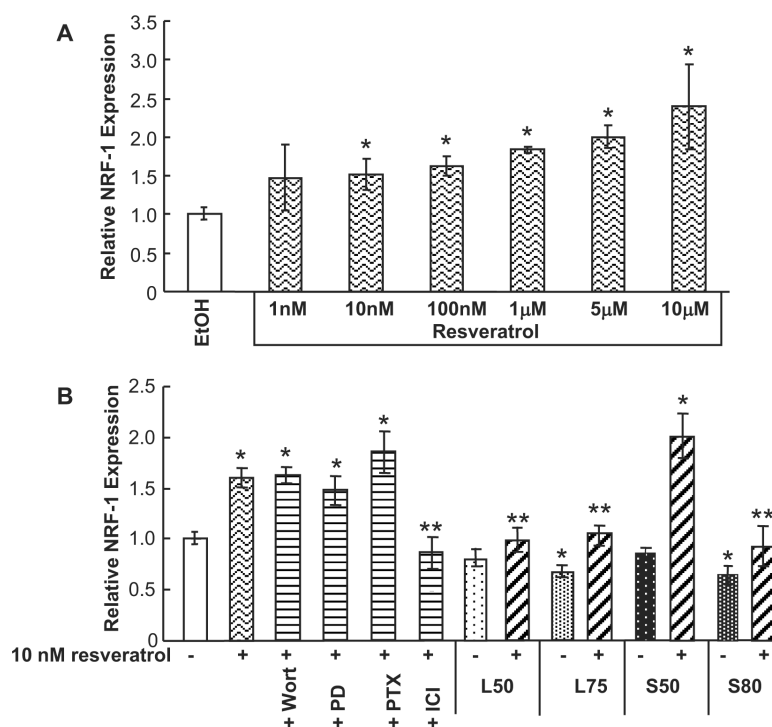 A
Relative NRF-1 Expression
3.5
3.0
2.5
2.0
1.5
1.0
0.5
0
* * * * *
EtOH
1nM 10nM 100nM 1μM 5μM 10μM
Resveratrol
B
Relative NRF-1 Expression
2.5
2.0
1.5
1.0
0.5
0
* * * * ** ** * ** * * **
10 nM resveratrol - + + + + + - + - + - + - +
+ Wort
+ PD
+ PTX
+ ICI
L50 L75 S50 S80